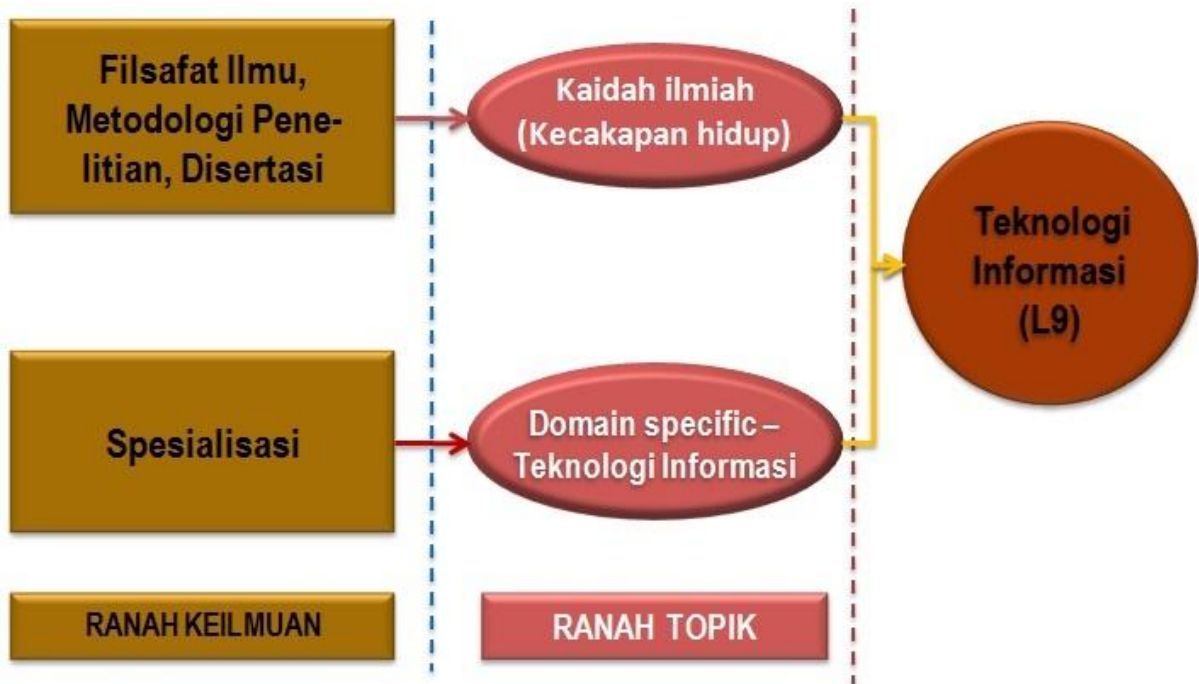 Filsafat Ilmu,
Metodologi Pene-
litian, Disertasi
Kaidah ilmiah
(Kecakapan hidup)
Teknologi
Informasi
(L9)
Spesialisasi
Domain specific –
Teknologi Informasi
RANAH KEILMUAN
RANAH TOPIK